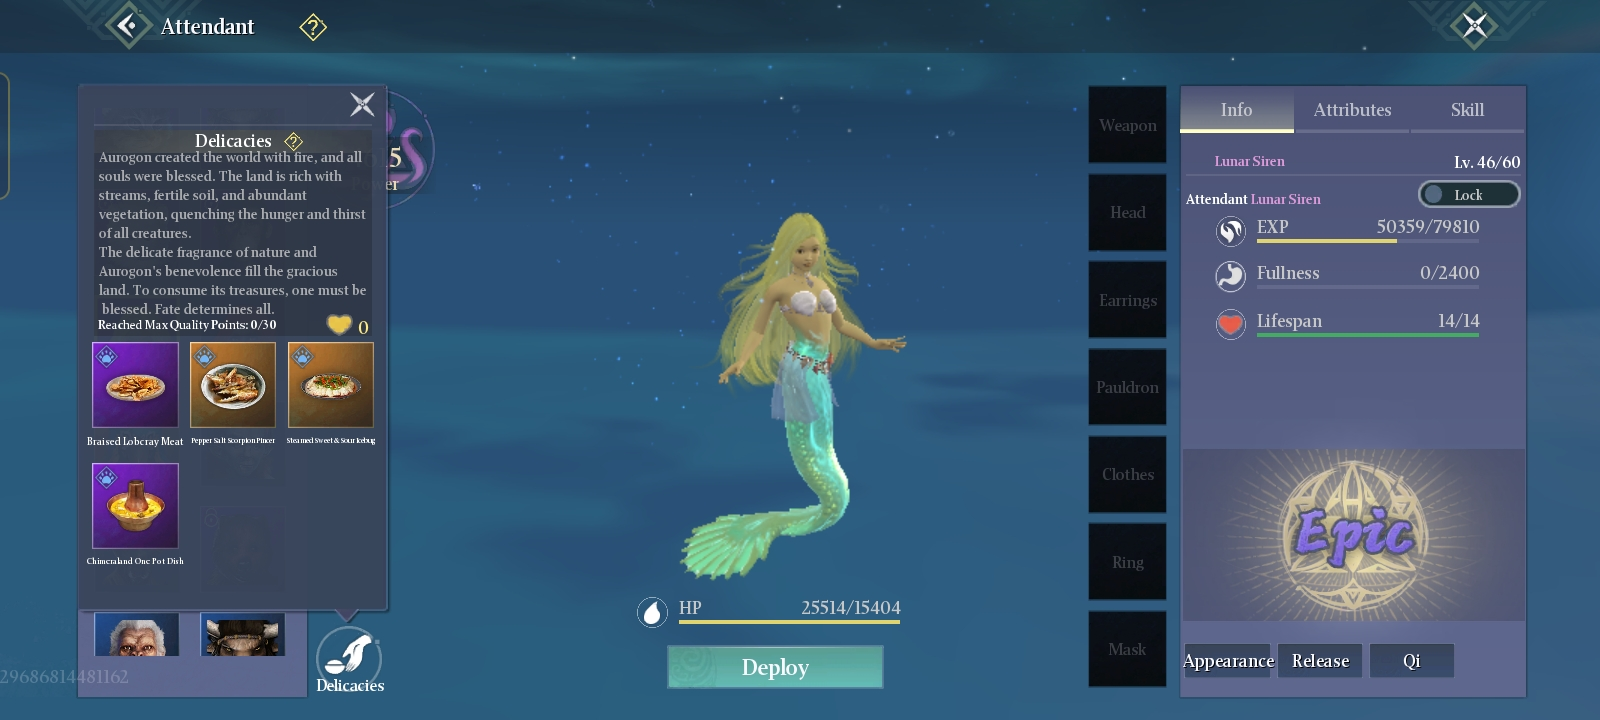 Attendant
Delicacies
Aurogon created the world with fire, and all
souls were blessed. The land is rich with
streams, fertile soil, and abundant
vegetation, quenching the hunger and thirst
of all creatures.
The delicate fragrance of nature and
Aurogon's benevolence fill the gracious
land. To consume its treasures, one must be
blessed. Fate determines all.
Reached Max Quality Points: 0/30
0
Braised Lobcray Meat
Pepper Salt Scorpion Pincer
Steamed Sweet & Sour Icebug
Chimeraland One Pot Dish
Delicacies
29686814481162
HP 25514/15404
Deploy
Weapon
Head
Earrings
Pauldron
Clothes
Ring
Mask
Info Attributes Skill
Lunar Siren Lv. 46/60
Attendant Lunar Siren Lock
EXP 50359/79810
Fullness 0/2400
Lifespan 14/14
Epic
Appearance Release Qi